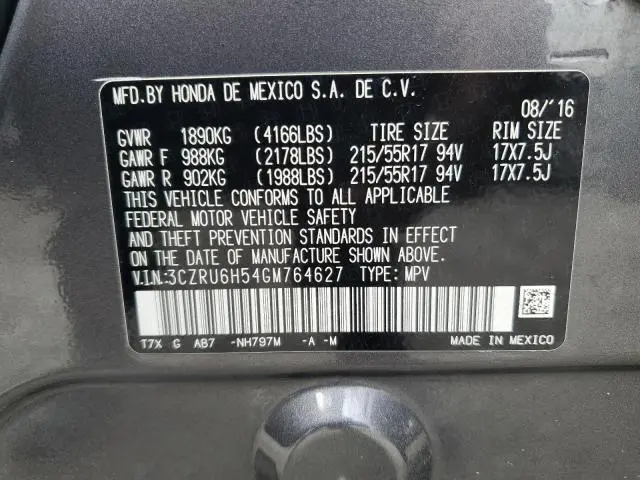 MFD.BY HONDA DE MEXICO S.A. DE C.V.
08/'16
GVWR 1890KG (4166LBS) TIRE SIZE RIM SIZE
GAWR F 988KG (2178LBS) 215/55R17 94V 17X7.5J
GAWR R 902KG (1988LBS) 215/55R17 94V 17X7.5J
THIS VEHICLE CONFORMS TO ALL APPLICABLE
FEDERAL MOTOR VEHICLE SAFETY
AND THEFT PREVENTION STANDARDS IN EFFECT
ON THE DATE OF MANUFACTURE SHOWN ABOVE.
V.I.N:3CZRU6H54GM764627 TYPE: MPV
T7X G AB7 -NH797M -A -M MADE IN MEXICO